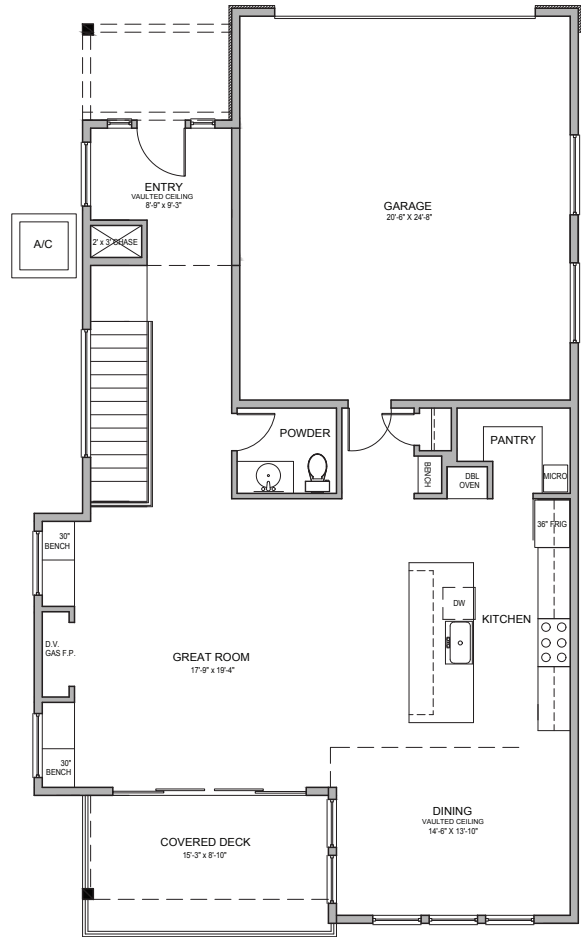 ENTRY
VAULTED CEILING
8'-9" x 9'-3"
GARAGE
20'-6" X 24'-8"
A/C
2' x 3' CHASE
POWDER
PANTRY
BENCH
DBL
OVEN
MICRO
30"
BENCH
36" FRIG
DW
KITCHEN
D.V.
GAS F.P.
GREAT ROOM
17'-9" x 19'-4"
30"
BENCH
DINING
VAULTED CEILING
14'-6" X 13'-10"
COVERED DECK
15'-3" x 8'-10"